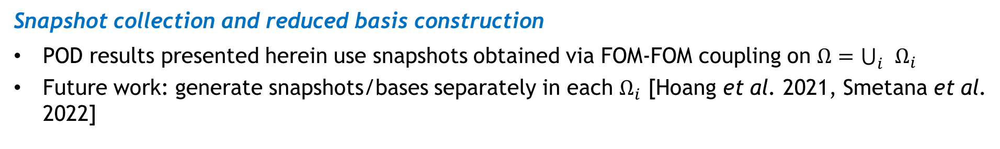 Snapshot collection and reduced basis construction
• POD results presented herein use snapshots obtained via FOM-FOM coupling on Ω = ⋃ᵢ Ωᵢ
• Future work: generate snapshots/bases separately in each Ωᵢ [Hoang et al. 2021, Smetana et al.
2022]